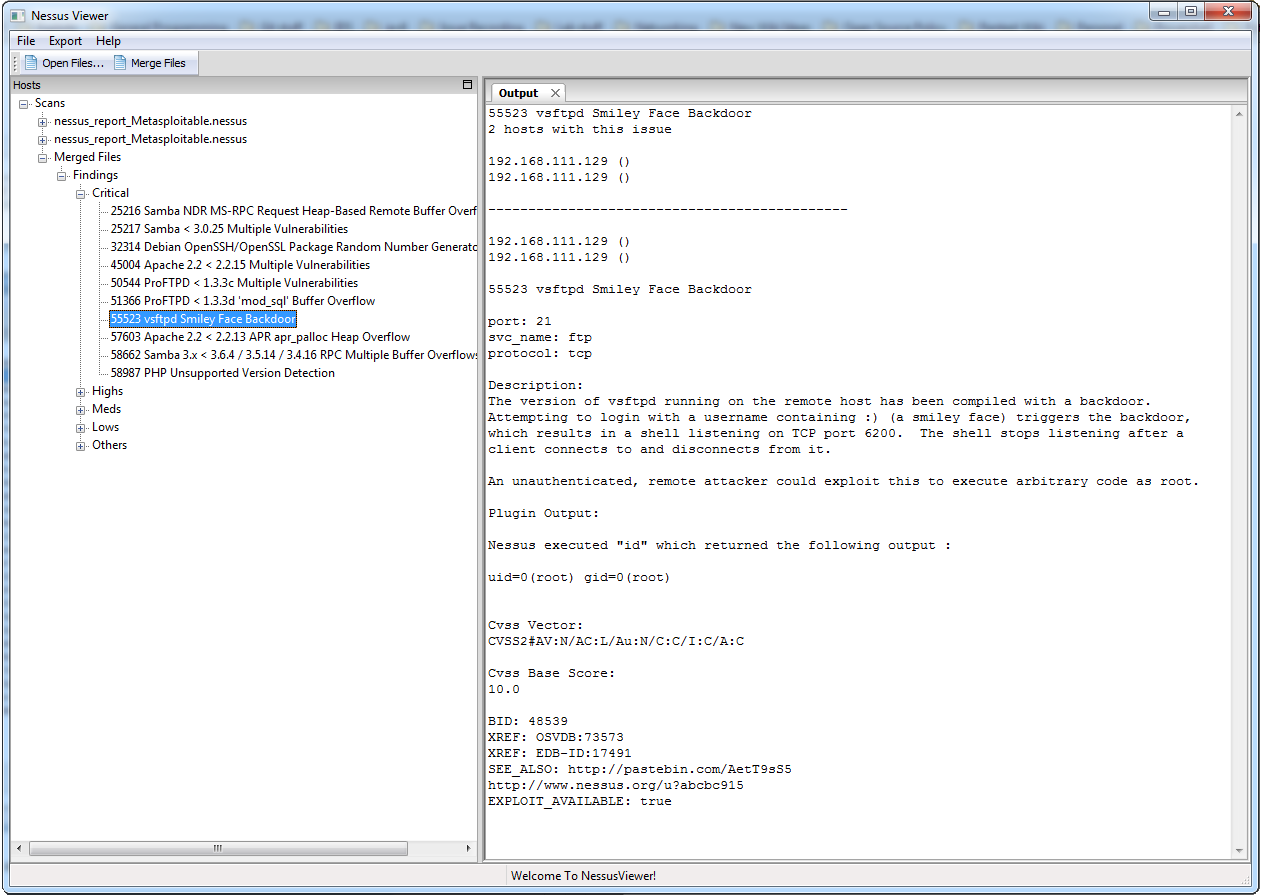 Nessus Viewer
File Export Help
Open Files... Merge Files
Hosts
Scans
nessus_report_Metasploitable.nessus
nessus_report_Metasploitable.nessus
Merged Files
Findings
Critical
25216 Samba NDR MS-RPC Request Heap-Based Remote Buffer Overf
25217 Samba < 3.0.25 Multiple Vulnerabilities
32314 Debian OpenSSH/OpenSSL Package Random Number Generato
45004 Apache 2.2 < 2.2.15 Multiple Vulnerabilities
50544 ProFTPD < 1.3.3c Multiple Vulnerabilities
51366 ProFTPD < 1.3.3d 'mod_sql' Buffer Overflow
55523 vsftpd Smiley Face Backdoor
57603 Apache 2.2 < 2.2.13 APR apr_palloc Heap Overflow
58662 Samba 3.x < 3.6.4 / 3.5.14 / 3.4.16 RPC Multiple Buffer Overflows
58987 PHP Unsupported Version Detection
Highs
Meds
Lows
Others
Output
55523 vsftpd Smiley Face Backdoor
2 hosts with this issue
192.168.111.129 ()
192.168.111.129 ()
---------------------------------------------
192.168.111.129 ()
192.168.111.129 ()
55523 vsftpd Smiley Face Backdoor
port: 21
svc_name: ftp
protocol: tcp
Description:
The version of vsftpd running on the remote host has been compiled with a backdoor.
Attempting to login with a username containing :) (a smiley face) triggers the backdoor,
which results in a shell listening on TCP port 6200.  The shell stops listening after a
client connects to and disconnects from it.
An unauthenticated, remote attacker could exploit this to execute arbitrary code as root.
Plugin Output:
Nessus executed "id" which returned the following output :
uid=0(root) gid=0(root)
Cvss Vector:
CVSS2#AV:N/AC:L/Au:N/C:C/I:C/A:C
Cvss Base Score:
10.0
BID: 48539
XREF: OSVDB:73573
XREF: EDB-ID:17491
SEE_ALSO: http://pastebin.com/AetT9sS5
http://www.nessus.org/u?abcbc915
EXPLOIT_AVAILABLE: true
Welcome To NessusViewer!